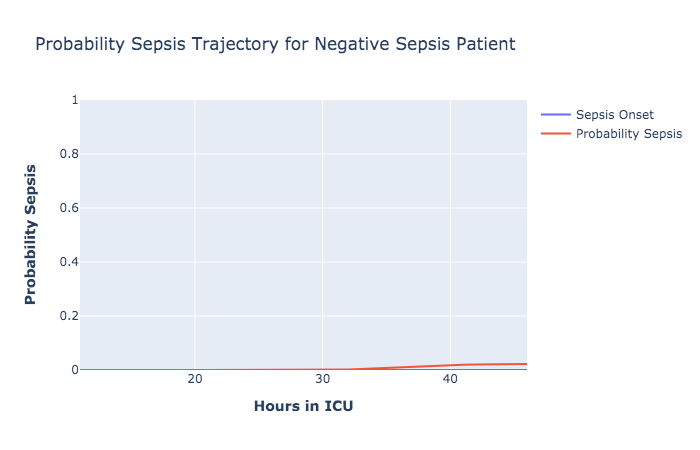 Probability Sepsis Trajectory for Negative Sepsis Patient
Sepsis Onset
Probability Sepsis
Probability Sepsis
1
0.8
0.6
0.4
0.2
0
20
30
40
Hours in ICU